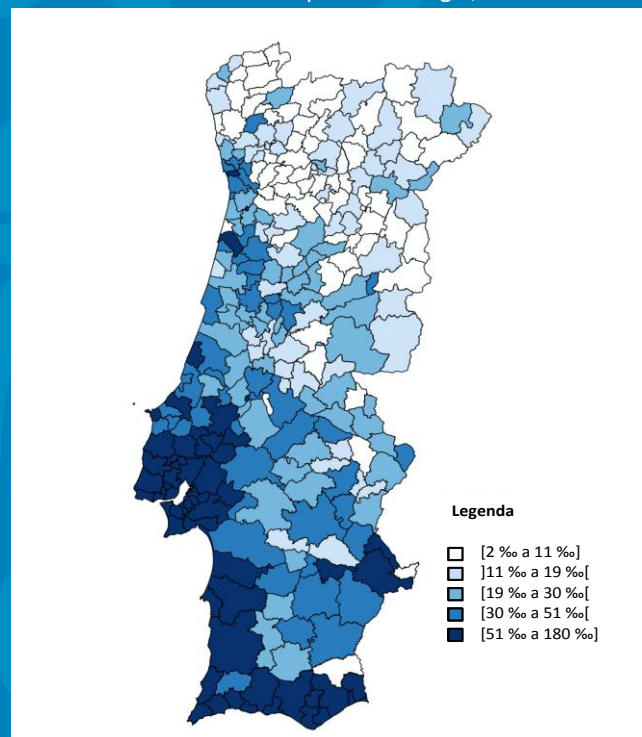 Legenda
[2 ‰ a 11 ‰]
]11 ‰ a 19 ‰[
[19 ‰ a 30 ‰[
[30 ‰ a 51 ‰[
[51 ‰ a 180 ‰]